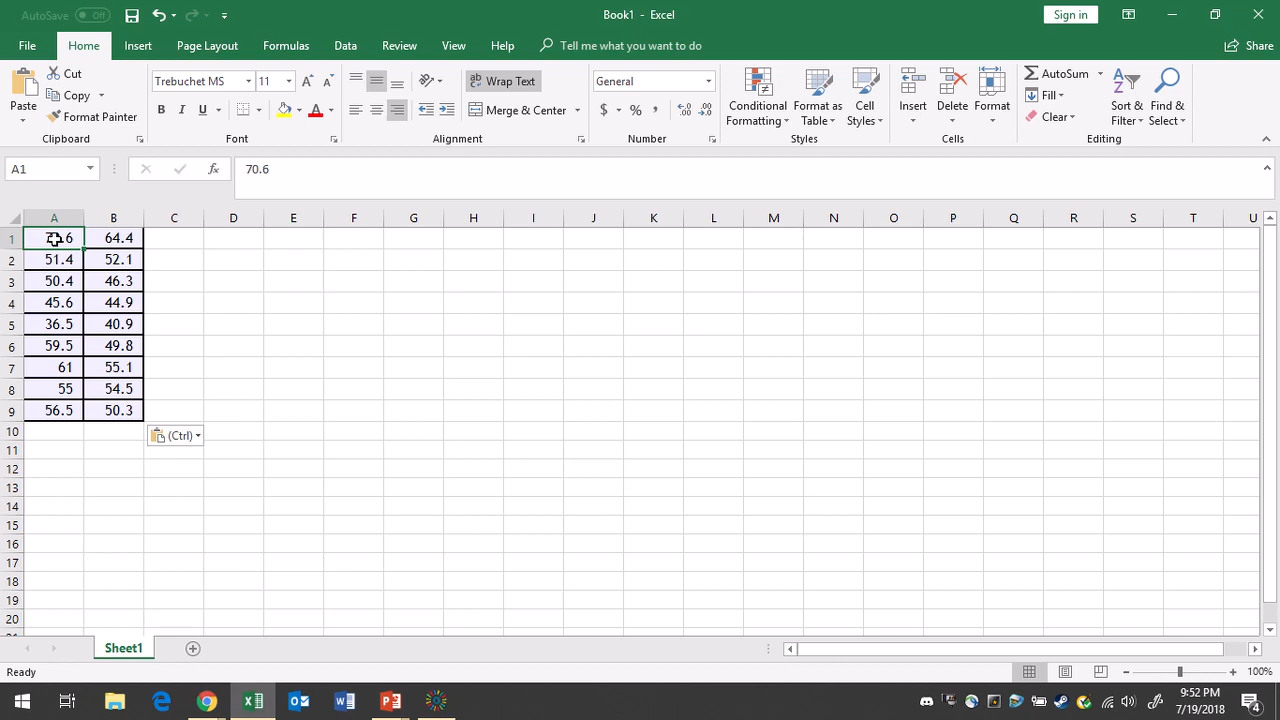 AutoSave Off Book1 - Excel Sign in
File Home Insert Page Layout Formulas Data Review View Help Tell me what you want to do Share
Cut Trebuchet MS 11 Wrap Text General AutoSum
Copy Fill
Paste Format Painter B I U A Merge & Center $ % , Conditional Formatting Format as Table Cell Styles Insert Delete Format Clear Sort & Filter Find & Select
Clipboard Font Alignment Number Styles Cells Editing
A1 fx 70.6
A B C D E F G H I J K L M N O P Q R S T U
1 64.4
2 51.4 52.1
3 50.4 46.3
4 45.6 44.9
5 36.5 40.9
6 59.5 49.8
7 61 55.1
8 55 54.5
9 56.5 50.3
10 (Ctrl)
11
12
13
14
15
16
17
18
19
20
Sheet1
Ready 100%
9:52 PM
7/19/2018 4